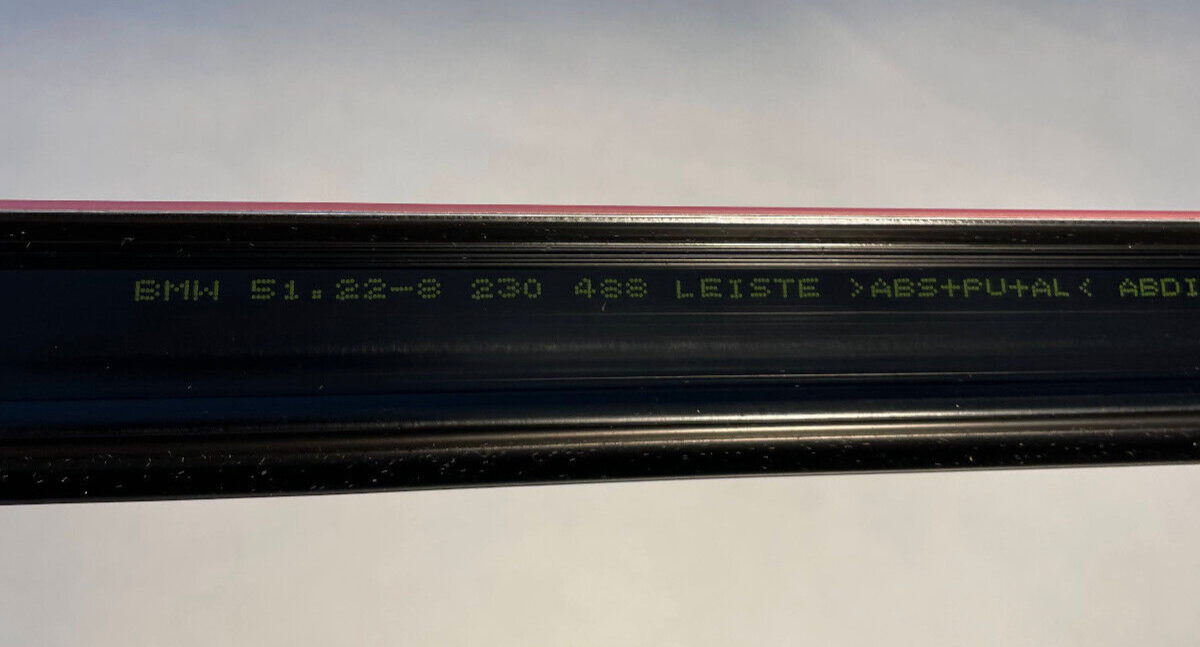 BMW 51.22-8 230 488 LEISTE >ABS+PU+AL< ABDI